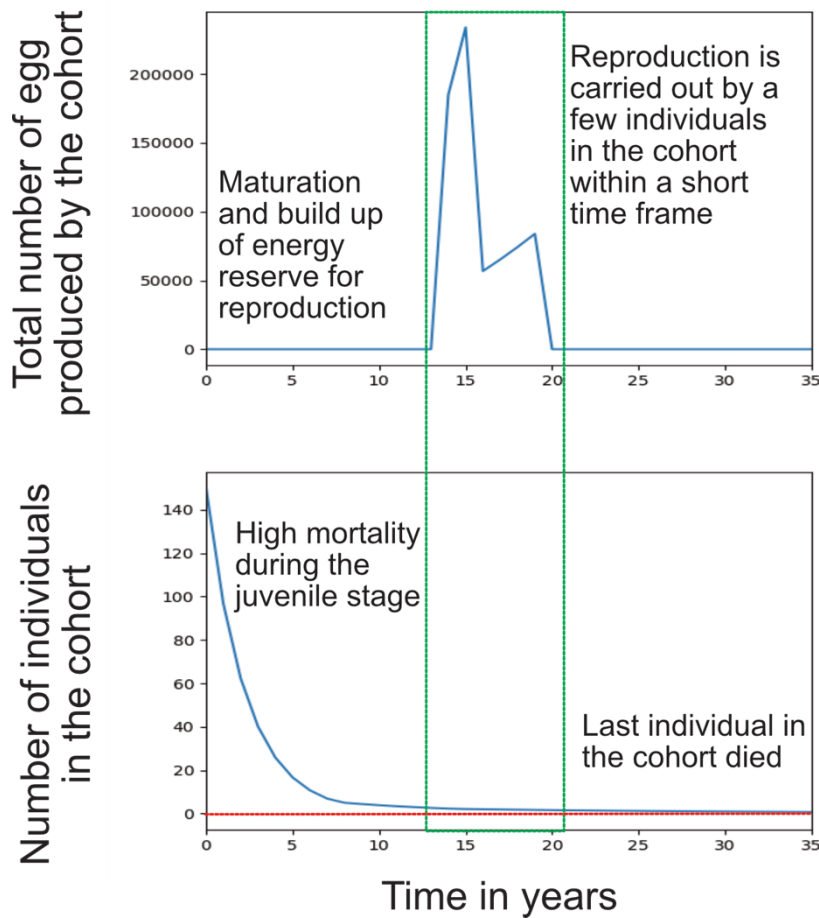 Total number of egg
produced by the cohort
200000
150000
100000
50000
0
Maturation
and build up
of energy
reserve for
reproduction
Reproduction is
carried out by a
few individuals
in the cohort
within a short
time frame
0 5 10 15 20 25 30 35
Number of individuals
in the cohort
140
120
100
80
60
40
20
0
High mortality
during the
juvenile stage
Last individual in
the cohort died
0 5 10 15 20 25 30 35
Time in years